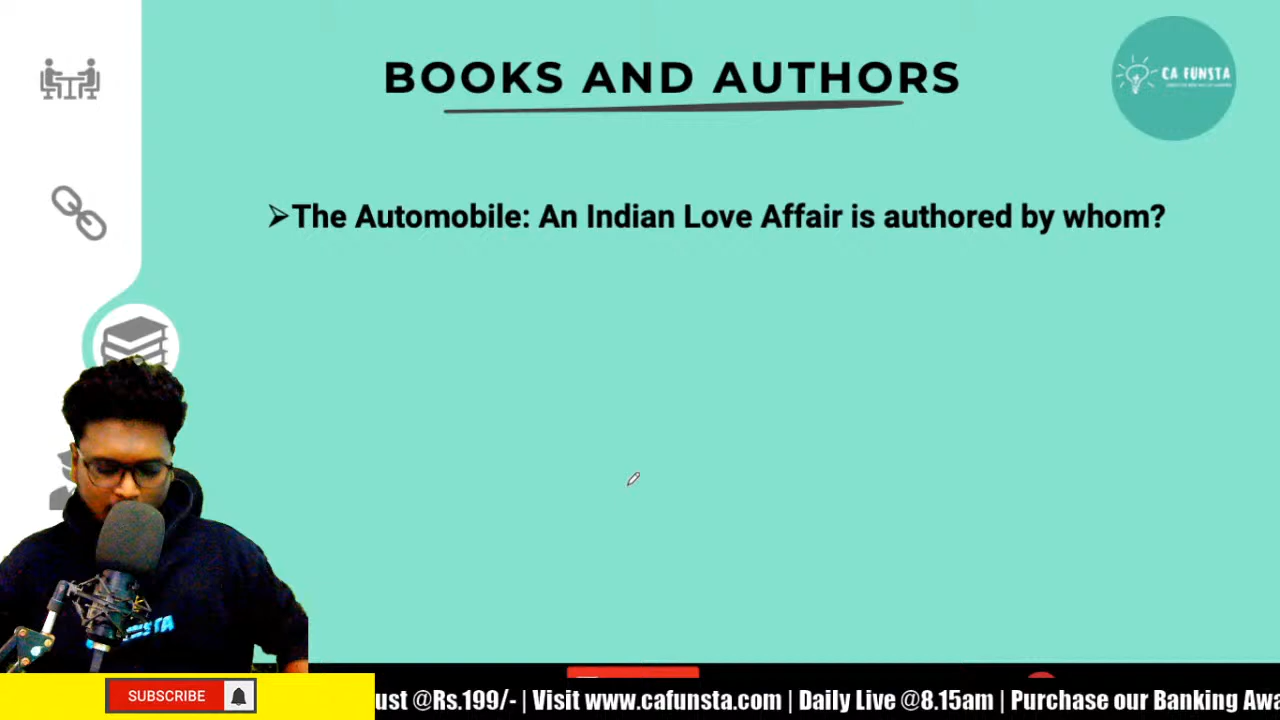 BOOKS AND AUTHORS
CA FUNSTA
➢The Automobile: An Indian Love Affair is authored by whom?
SUBSCRIBE
ust @Rs.199/- | Visit www.cafunsta.com | Daily Live @8.15am | Purchase our Banking Awa